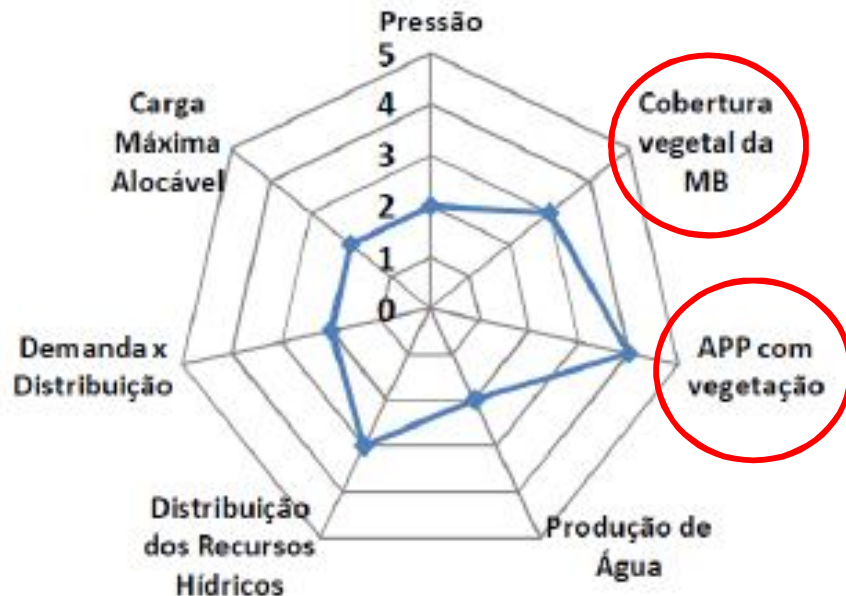 Pressão
5
4
3
2
1
0
Cobertura
vegetal da
MB
APP com
vegetação
Produção de
Água
Distribuição
dos Recursos
Hídricos
Demanda x
Distribuição
Carga
Máxima
Alocável